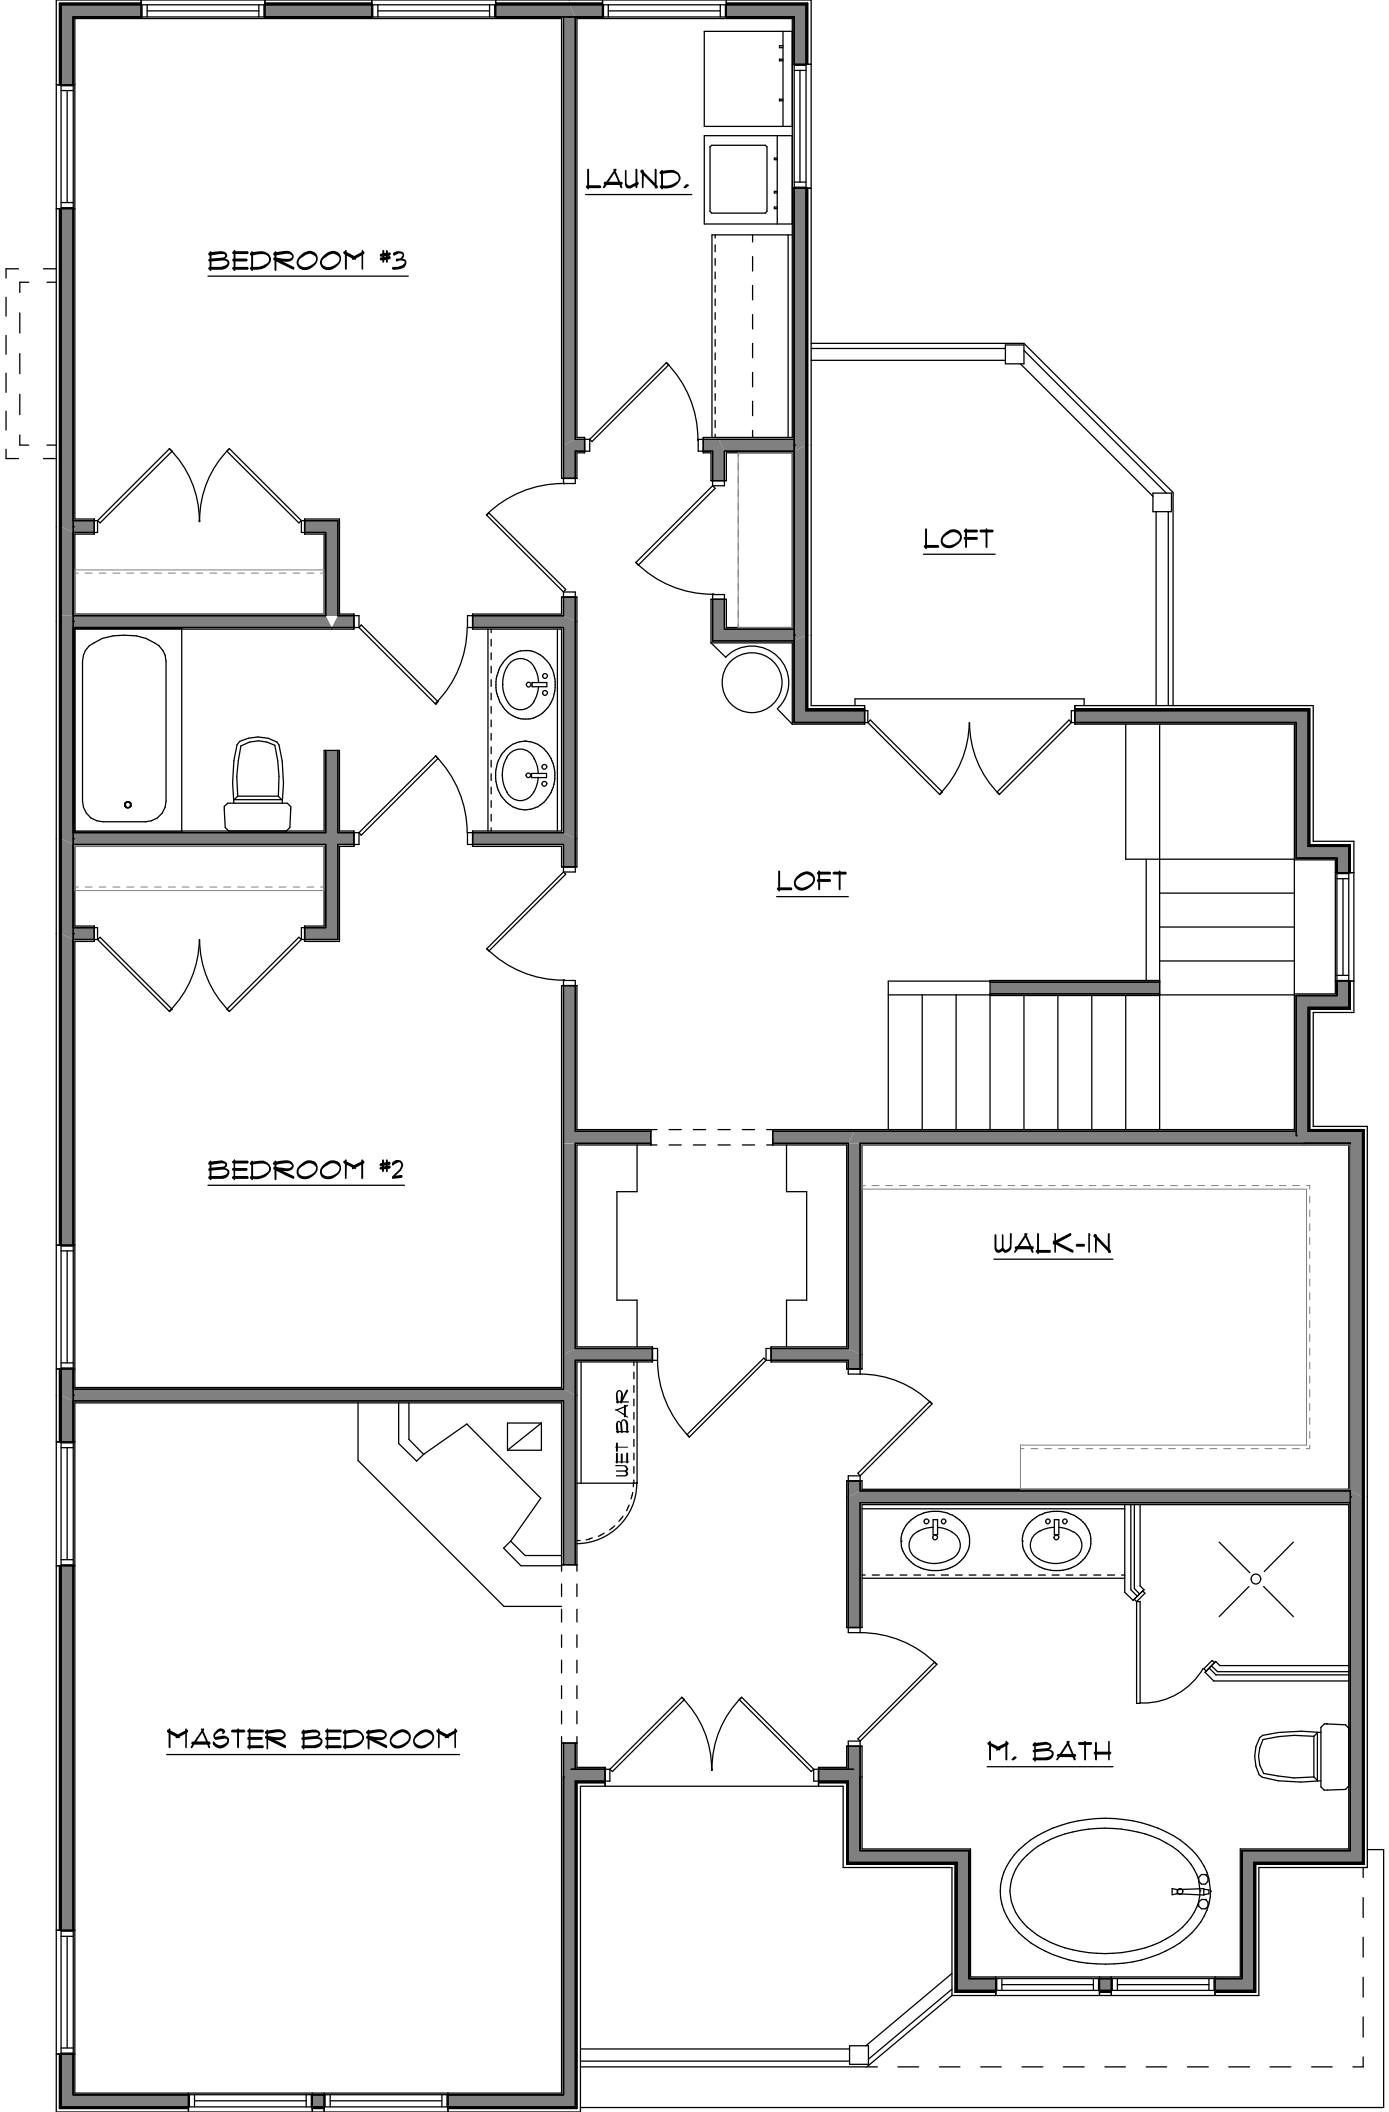 LAUND.
BEDROOM #3
LOFT
LOFT
BEDROOM #2
WALK-IN
WET BAR
MASTER BEDROOM
M. BATH